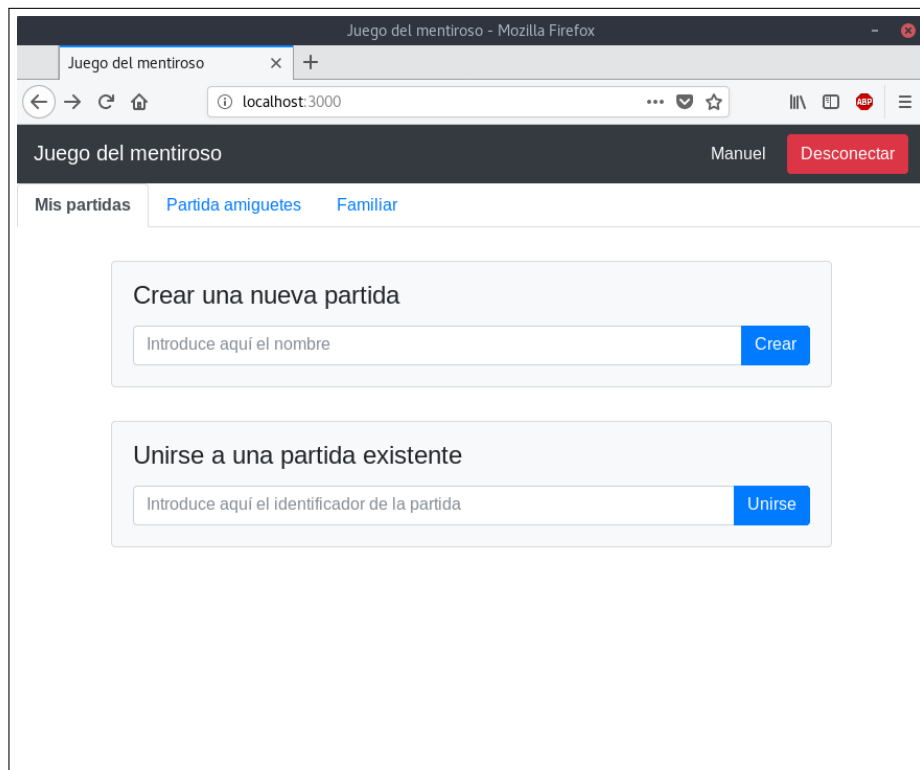 Juego del mentiroso - Mozilla Firefox
Juego del mentiroso
localhost:3000
ABP
Juego del mentiroso Manuel Desconectar
Mis partidas Partida amiguetes Familiar
Crear una nueva partida
Introduce aquí el nombre Crear
Unirse a una partida existente
Introduce aquí el identificador de la partida Unirse